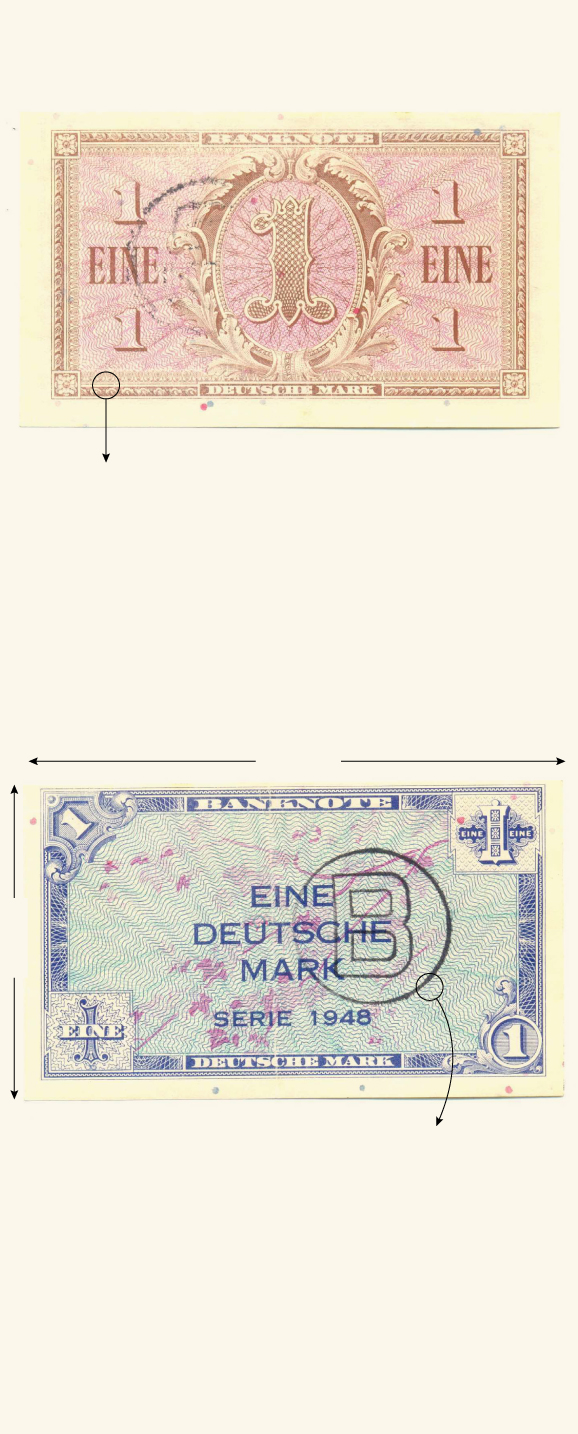 BANKNOTE
1 1 1
EINE EINE
1 1
DEUTSCHE MARK
1 BANKNOTE 1
EINE EINE
EINE
DEUTSCHE
MARK
B
SERIE 1948
EINE
1
1
DEUTSCHE MARK